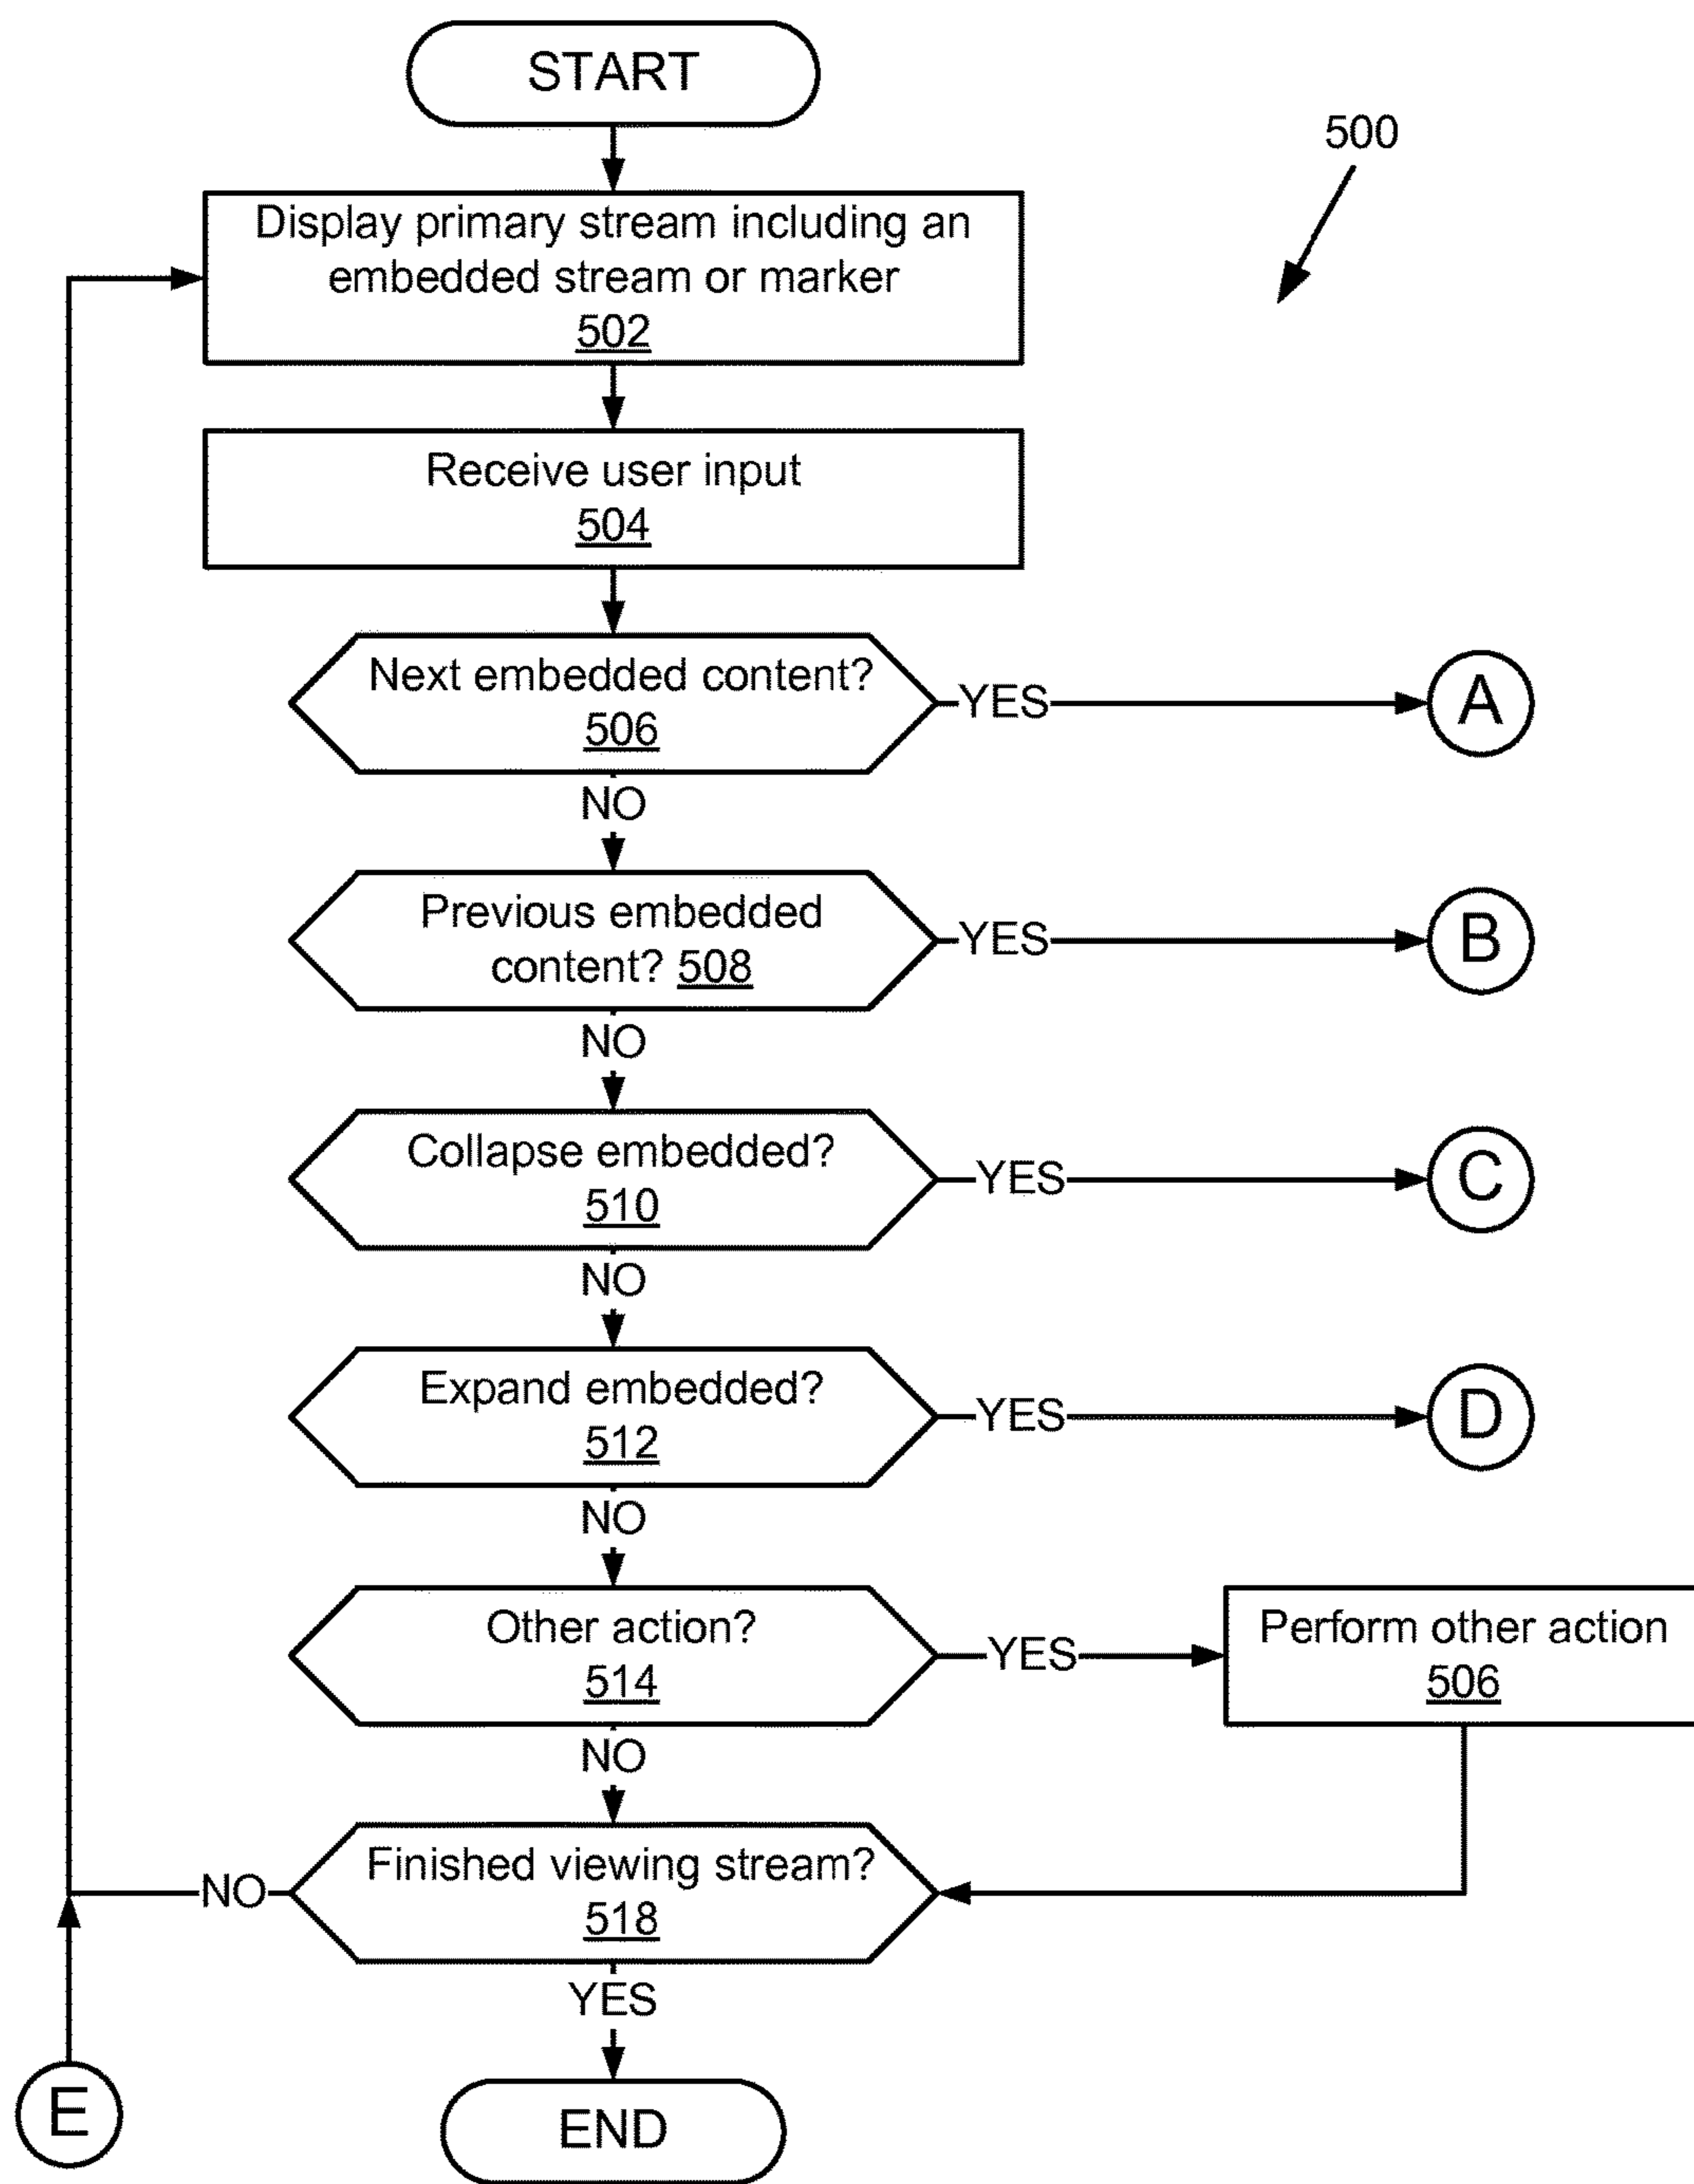 START
500
Display primary stream including an
embedded stream or marker
502
Receive user input
504
Next embedded content?
506
YES
A
NO
Previous embedded
content? 508
YES
B
NO
Collapse embedded?
510
YES
C
NO
Expand embedded?
512
YES
D
NO
Other action?
514
YES
Perform other action
506
NO
Finished viewing stream?
518
NO
YES
E
END